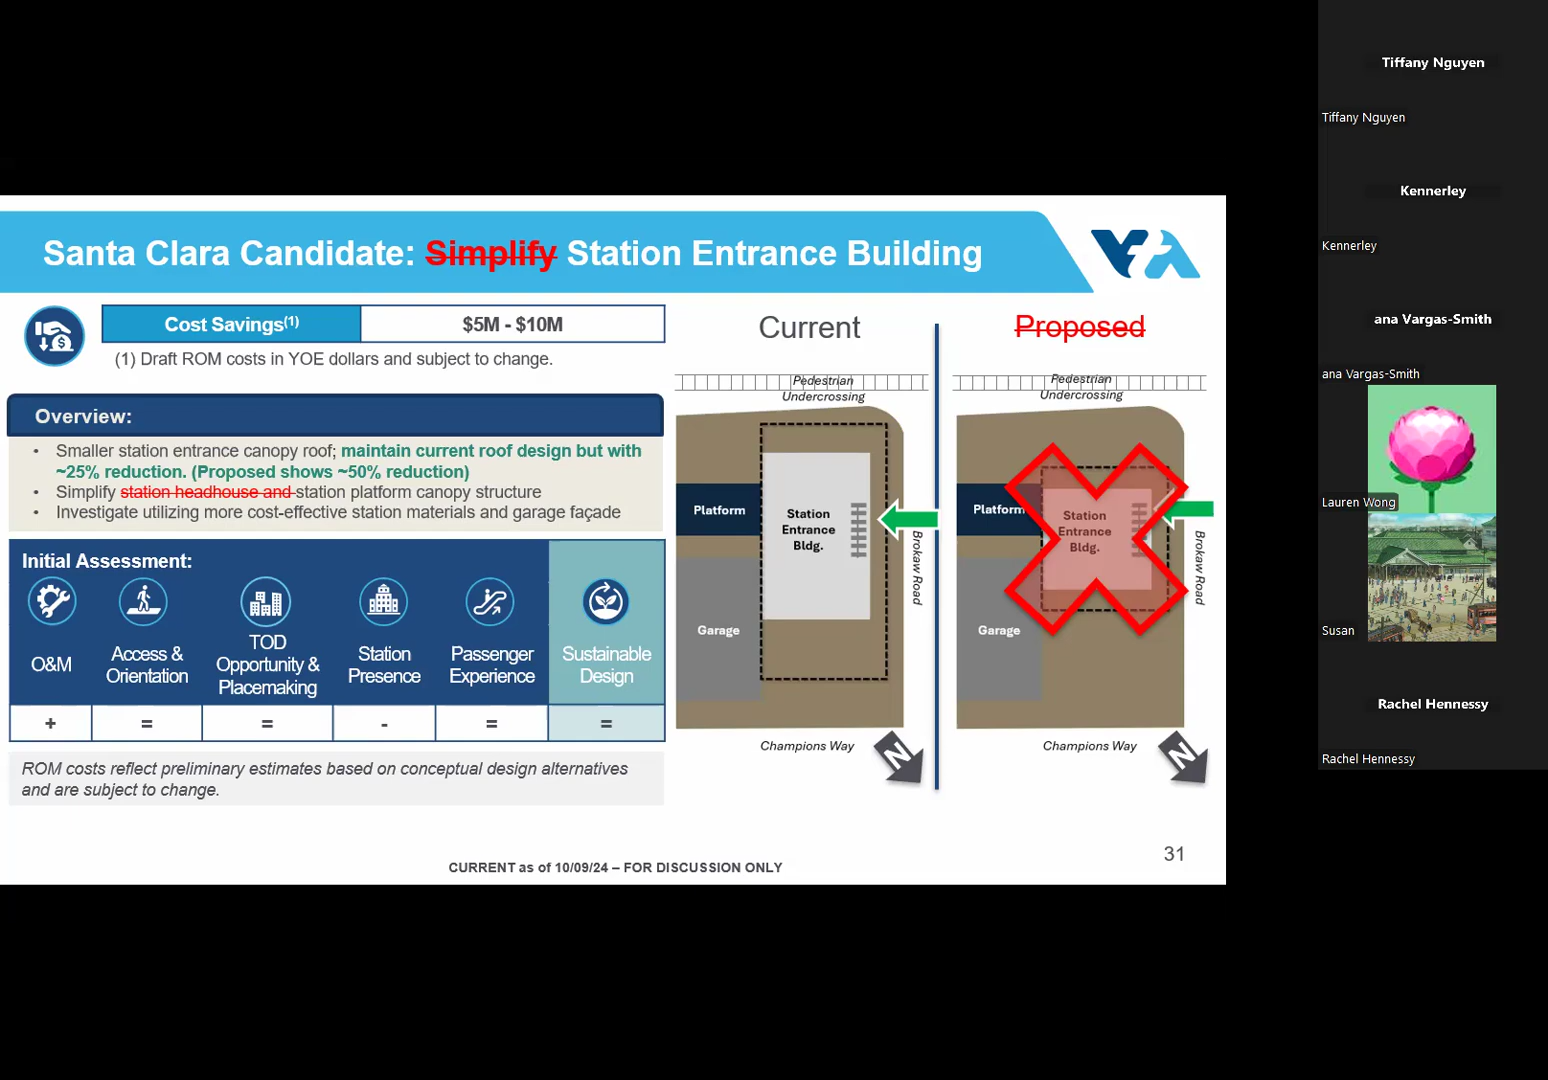 Santa Clara Candidate: Simplify Station Entrance Building
VTA
Cost Savings(1)
$5M - $10M
(1) Draft ROM costs in YOE dollars and subject to change.
Overview:
• Smaller station entrance canopy roof; maintain current roof design but with
~25% reduction. (Proposed shows ~50% reduction)
• Simplify station headhouse and station platform canopy structure
• Investigate utilizing more cost-effective station materials and garage façade
Initial Assessment:
O&M
Access &
Orientation
TOD
Opportunity &
Placemaking
Station
Presence
Passenger
Experience
Sustainable
Design
+
=
=
-
=
=
ROM costs reflect preliminary estimates based on conceptual design alternatives
and are subject to change.
Current
Pedestrian
Undercrossing
Platform
Station
Entrance
Bldg.
Garage
Brokaw Road
Champions Way
N
Proposed
Pedestrian
Undercrossing
Platform
Station
Entrance
Bldg.
Garage
Brokaw Road
Champions Way
N
31
CURRENT as of 10/09/24 – FOR DISCUSSION ONLY
Tiffany Nguyen
Tiffany Nguyen
Kennerley
Kennerley
ana Vargas-Smith
ana Vargas-Smith
Lauren Wong
Susan
Rachel Hennessy
Rachel Hennessy